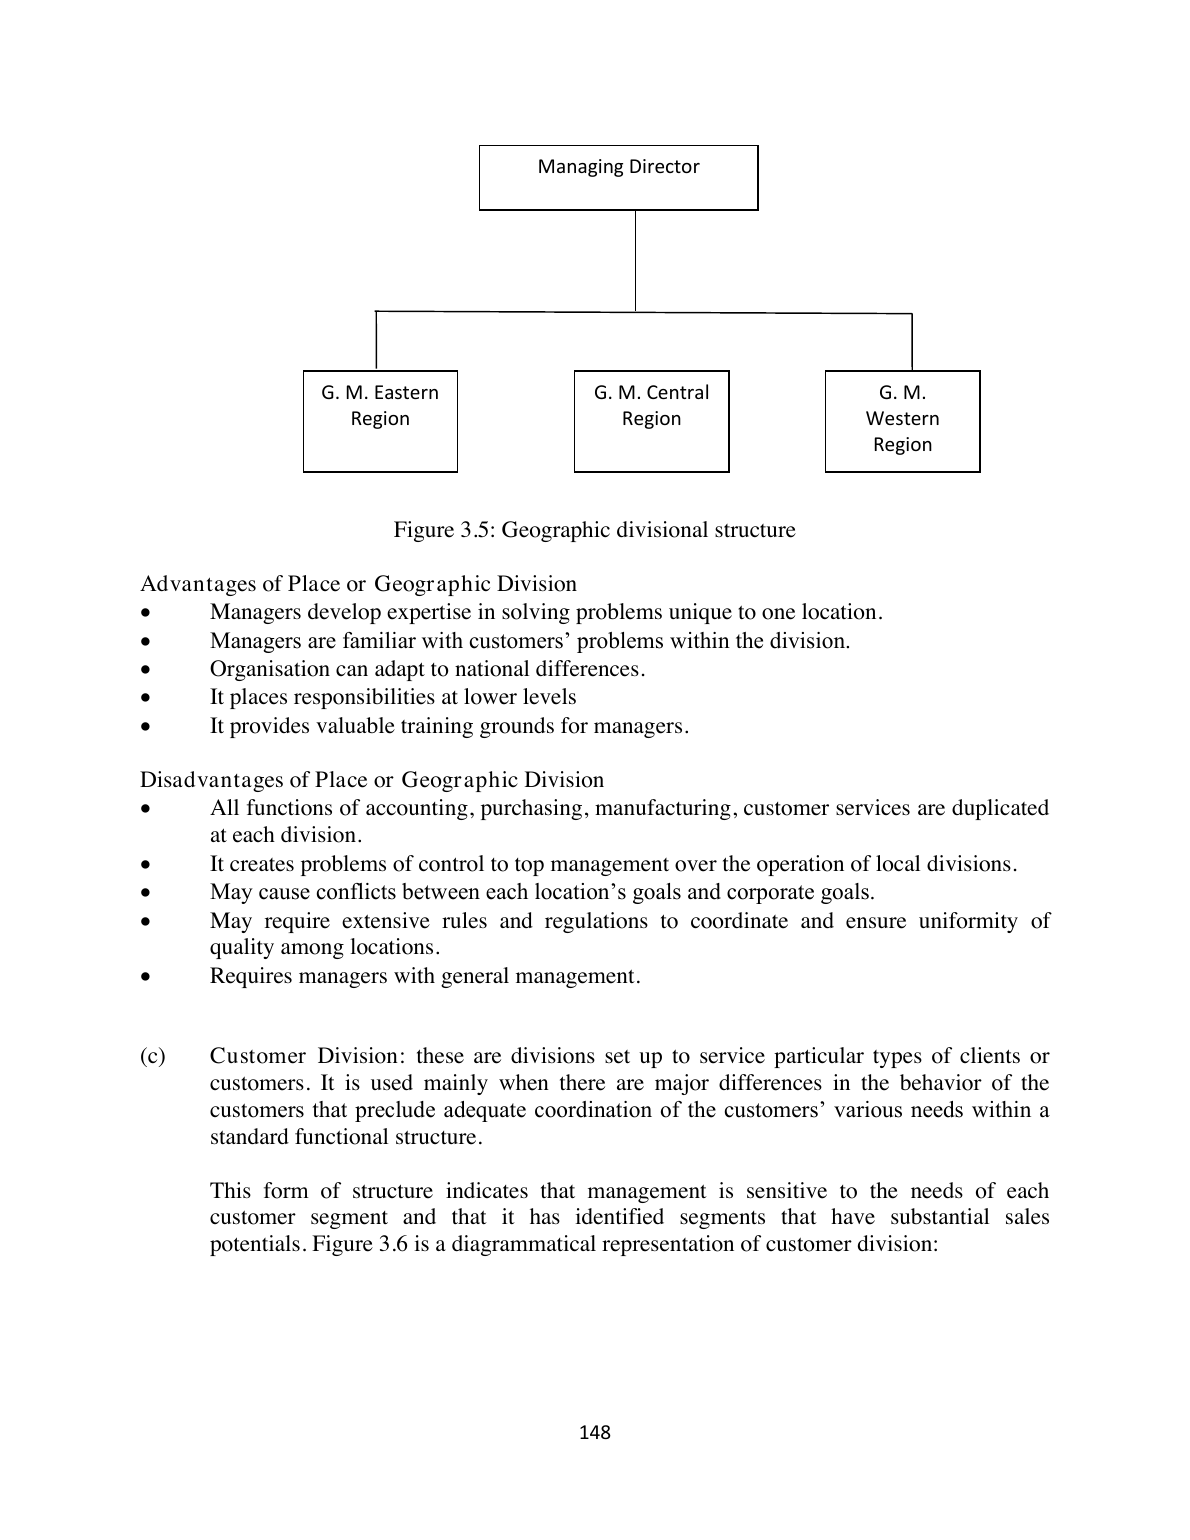 Managing Director
G. M. Eastern
Region
G. M. Central
Region
G. M.
Western
Region
Figure 3.5: Geographic divisional structure
Advantages of Place or Geographic Division
• Managers develop expertise in solving problems unique to one location.
• Managers are familiar with customers’ problems within the division.
• Organisation can adapt to national differences.
• It places responsibilities at lower levels
• It provides valuable training grounds for managers.
Disadvantages of Place or Geographic Division
• All functions of accounting, purchasing, manufacturing, customer services are duplicated
at each division.
• It creates problems of control to top management over the operation of local divisions.
• May cause conflicts between each location’s goals and corporate goals.
• May require extensive rules and regulations to coordinate and ensure uniformity of
quality among locations.
• Requires managers with general management.
(c) Customer Division: these are divisions set up to service particular types of clients or
customers. It is used mainly when there are major differences in the behavior of the
customers that preclude adequate coordination of the customers’ various needs within a
standard functional structure.
This form of structure indicates that management is sensitive to the needs of each
customer segment and that it has identified segments that have substantial sales
potentials. Figure 3.6 is a diagrammatical representation of customer division:
148